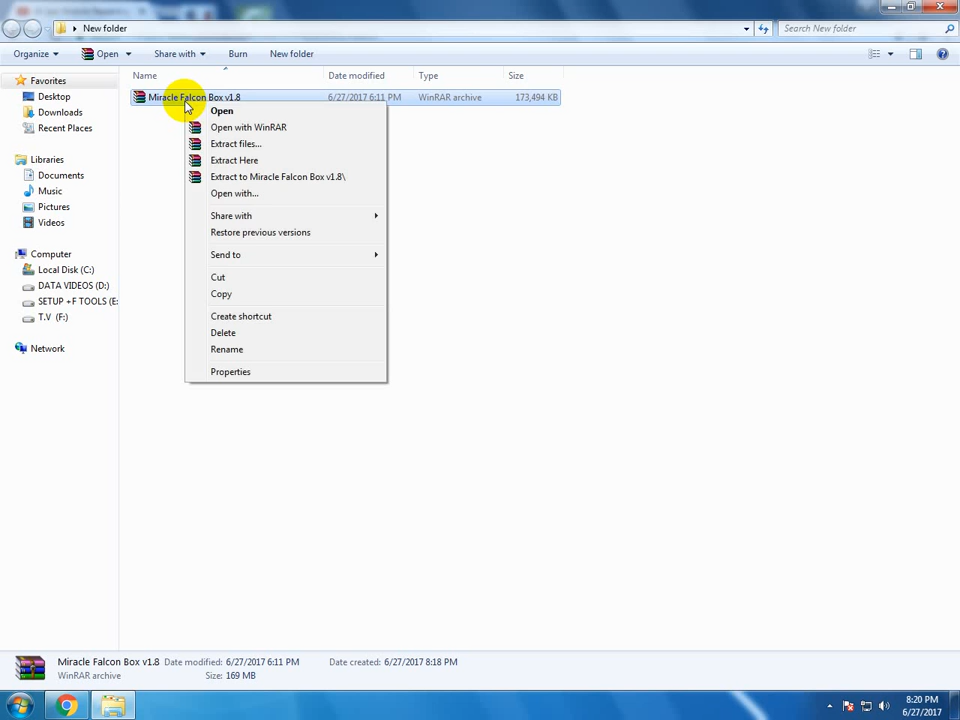 New folder
Search New folder
Organize
Open
Share with
Burn
New folder
Name
Date modified
Type
Size
Favorites
Desktop
Downloads
Recent Places
Libraries
Documents
Music
Pictures
Videos
Computer
Local Disk (C:)
DATA VIDEOS (D:)
SETUP +F TOOLS (E:
T.V (F:)
Network
Miracle Falcon Box v1.8
6/27/2017 6:11 PM
WinRAR archive
173,494 KB
Open
Open with WinRAR
Extract files...
Extract Here
Extract to Miracle Falcon Box v1.8\
Open with...
Share with
Restore previous versions
Send to
Cut
Copy
Create shortcut
Delete
Rename
Properties
Miracle Falcon Box v1.8 Date modified: 6/27/2017 6:11 PM Date created: 6/27/2017 8:18 PM
WinRAR archive Size: 169 MB
8:20 PM
6/27/2017